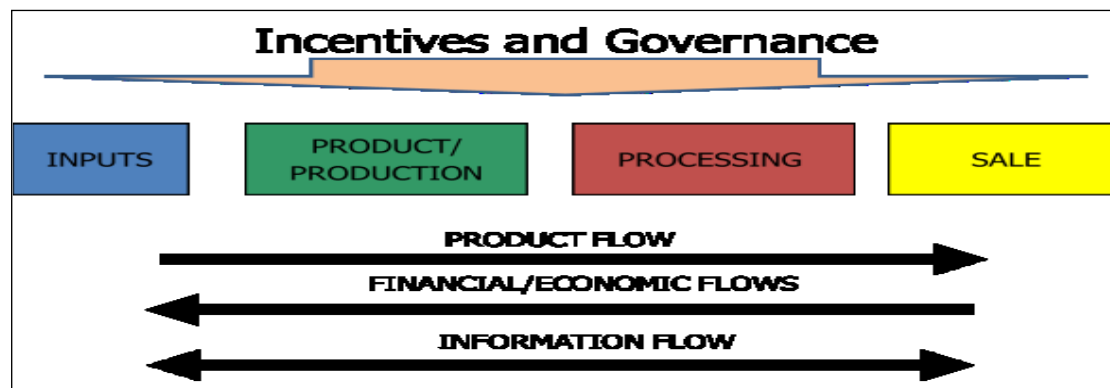 Incentives and Governance
INPUTS
PRODUCT/
PRODUCTION
PROCESSING
SALE
PRODUCT FLOW
FINANCIAL/ECONOMIC FLOWS
INFORMATION FLOW